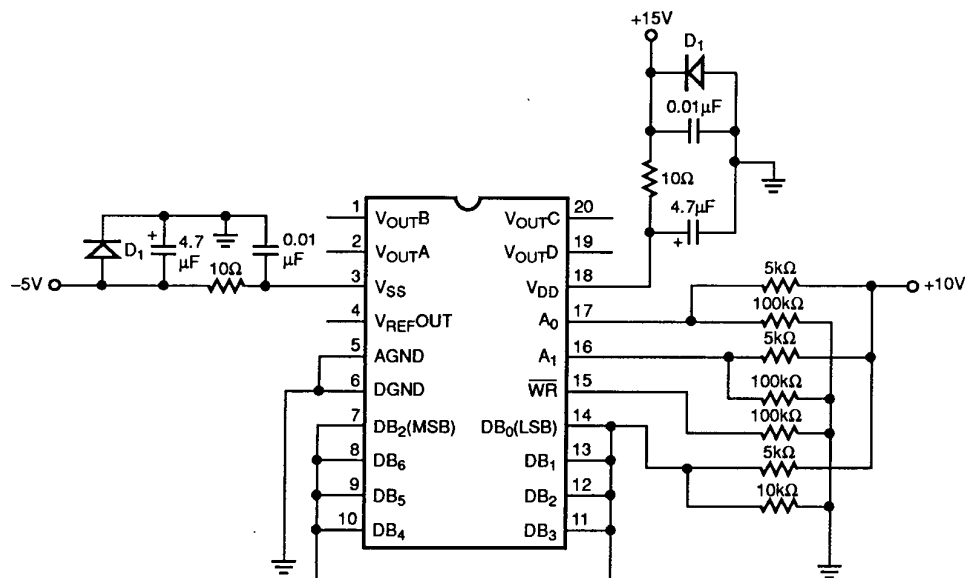 +15V
D1
0.01µF
10Ω
4.7µF
+
1
VOUTB
VOUTC
20
2
VOUTA
VOUTD
19
3
VSS
VDD
18
4
VREFOUT
A0
17
5
AGND
A1
16
6
DGND
WR
15
7
DB2(MSB)
DB0(LSB)
14
8
DB6
DB1
13
9
DB5
DB2
12
10
DB4
DB3
11
–5V
D1
+
4.7
µF
10Ω
0.01
µF
5kΩ
+10V
100kΩ
5kΩ
100kΩ
100kΩ
5kΩ
10kΩ